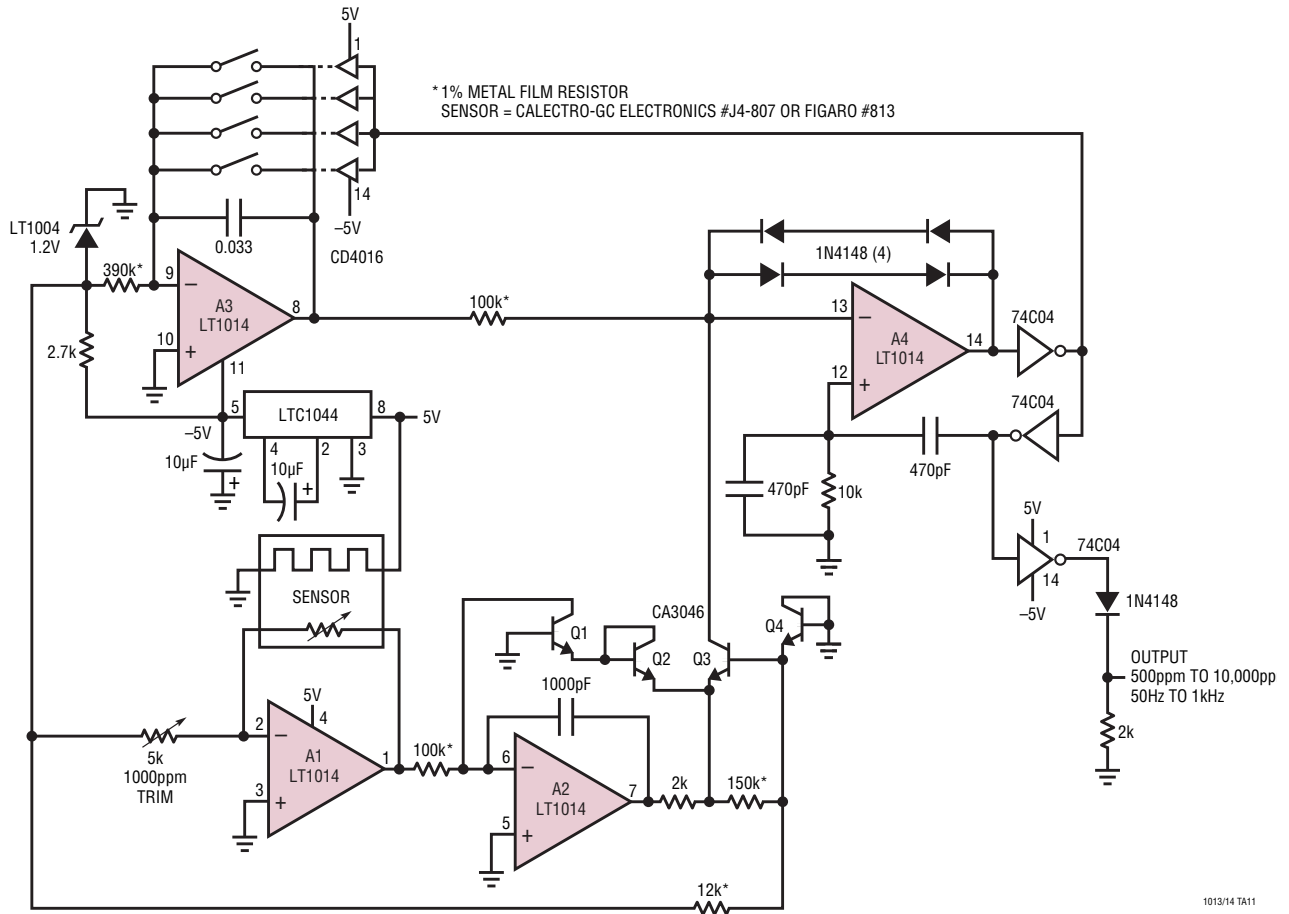 5V
1
* 1% METAL FILM RESISTOR
SENSOR = CALECTRO-GC ELECTRONICS #J4-807 OR FIGARO #813
14
–5V
CD4016
LT1004
1.2V
0.033
390k*
9
–
A3
LT1014
8
10
+
11
2.7k
100k*
1N4148 (4)
13
–
A4
LT1014
14
12
+
74C04
74C04
5
LTC1044
8
5V
–5V
4
2
3
10µF
+
10µF
+
470pF
470pF
10k
5V
1
74C04
14
–5V
1N4148
OUTPUT
500ppm TO 10,000pp
50Hz TO 1kHz
2k
SENSOR
CA3046
Q1
Q2
Q3
Q4
1000pF
5V
4
2
–
A1
LT1014
1
3
+
5k
1000ppm
TRIM
100k*
6
–
A2
LT1014
7
5
+
2k
150k*
12k*
1013/14 TA11